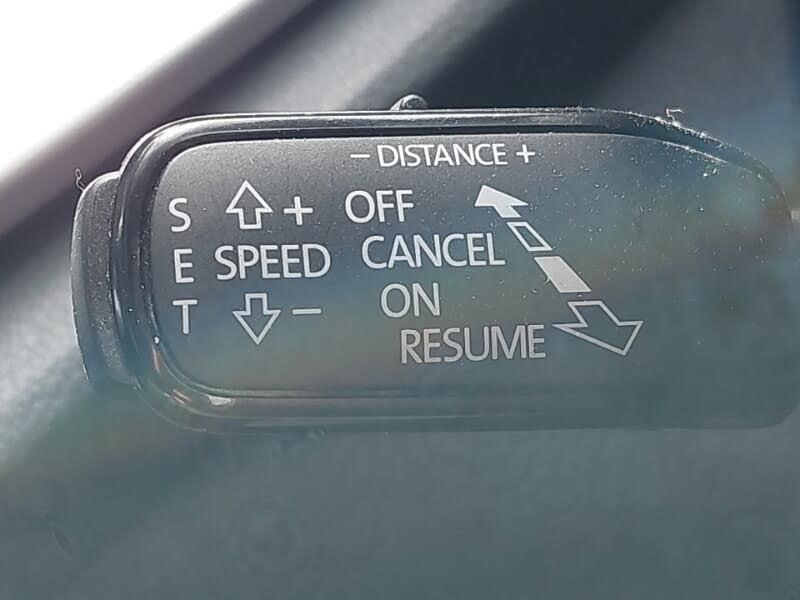 − DISTANCE +
S + OFF
E SPEED CANCEL
T − ON
RESUME